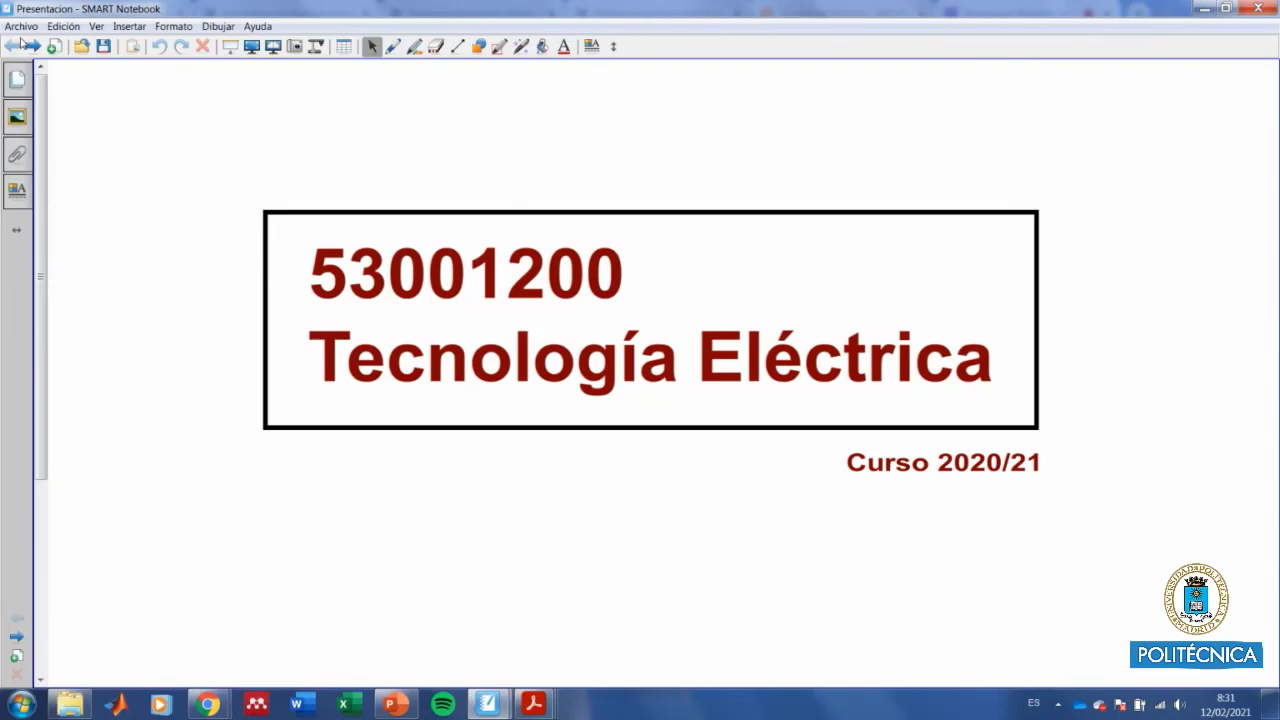 Presentacion - SMART Notebook
Archivo Edición Ver Insertar Formato Dibujar Ayuda
53001200
Tecnología Eléctrica
Curso 2020/21
POLITÉCNICA
ES
8:31
12/02/2021